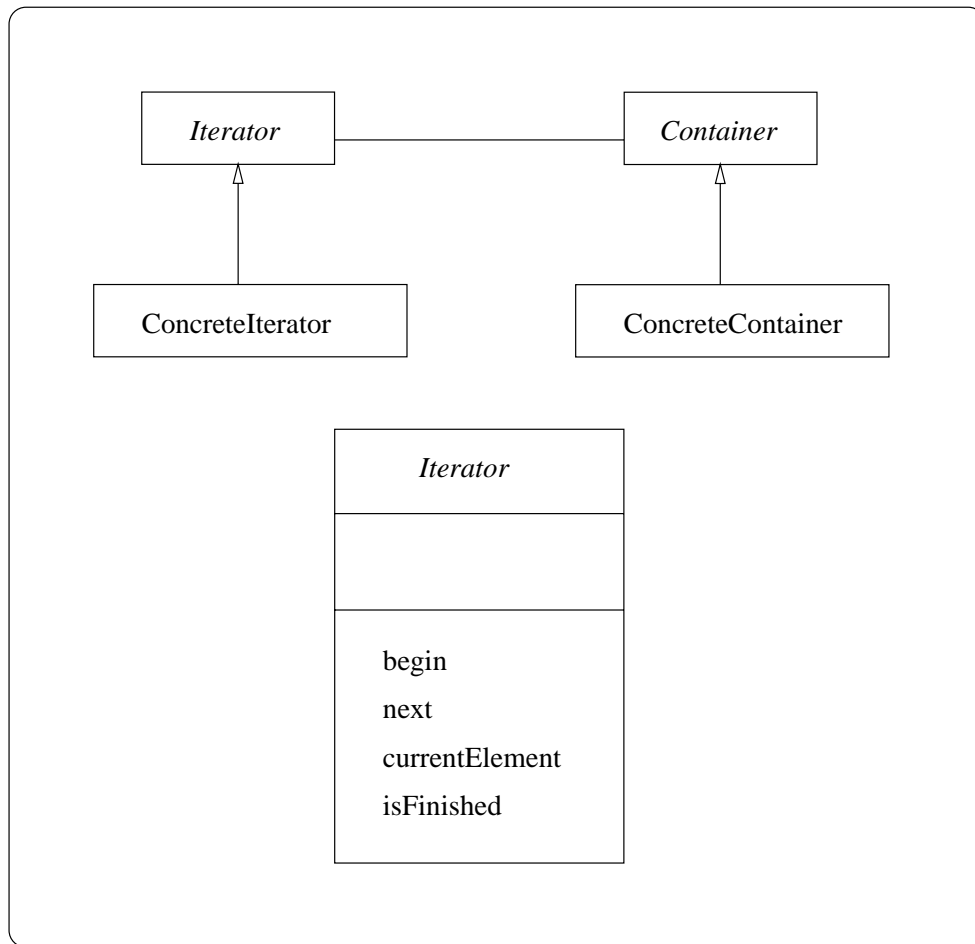 Iterator
Container
ConcreteIterator
ConcreteContainer
Iterator
begin
next
currentElement
isFinished